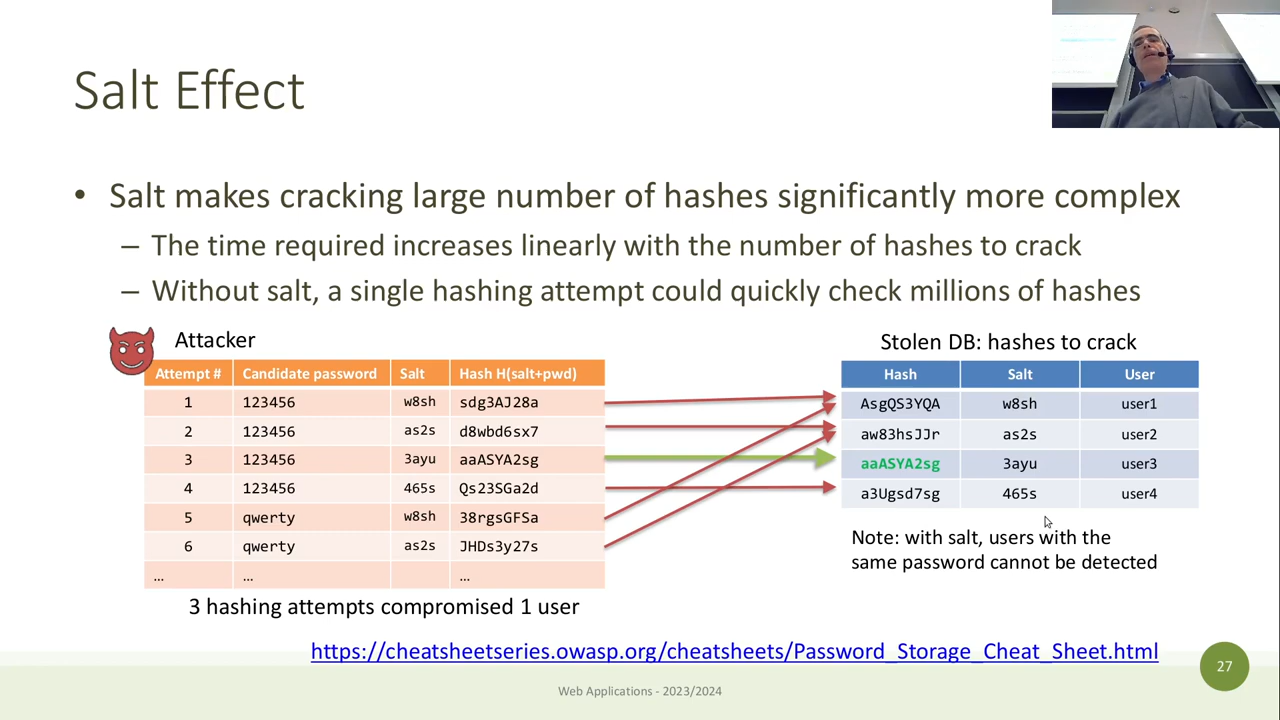 Salt Effect
• Salt makes cracking large number of hashes significantly more complex
– The time required increases linearly with the number of hashes to crack
– Without salt, a single hashing attempt could quickly check millions of hashes
Attacker
Attempt # Candidate password Salt Hash H(salt+pwd)
1 123456 w8sh sdg3AJ28a
2 123456 as2s d8wbd6sx7
3 123456 3ayu aaASYA2sg
4 123456 465s Qs23SGa2d
5 qwerty w8sh 38rgsGFSa
6 qwerty as2s JHDs3y27s
... ... ...
3 hashing attempts compromised 1 user
Stolen DB: hashes to crack
Hash Salt User
AsgQS3YQA w8sh user1
aw83hsJJr as2s user2
aaASYA2sg 3ayu user3
a3Ugsd7sg 465s user4
Note: with salt, users with the
same password cannot be detected
https://cheatsheetseries.owasp.org/cheatsheets/Password_Storage_Cheat_Sheet.html
27
Web Applications - 2023/2024